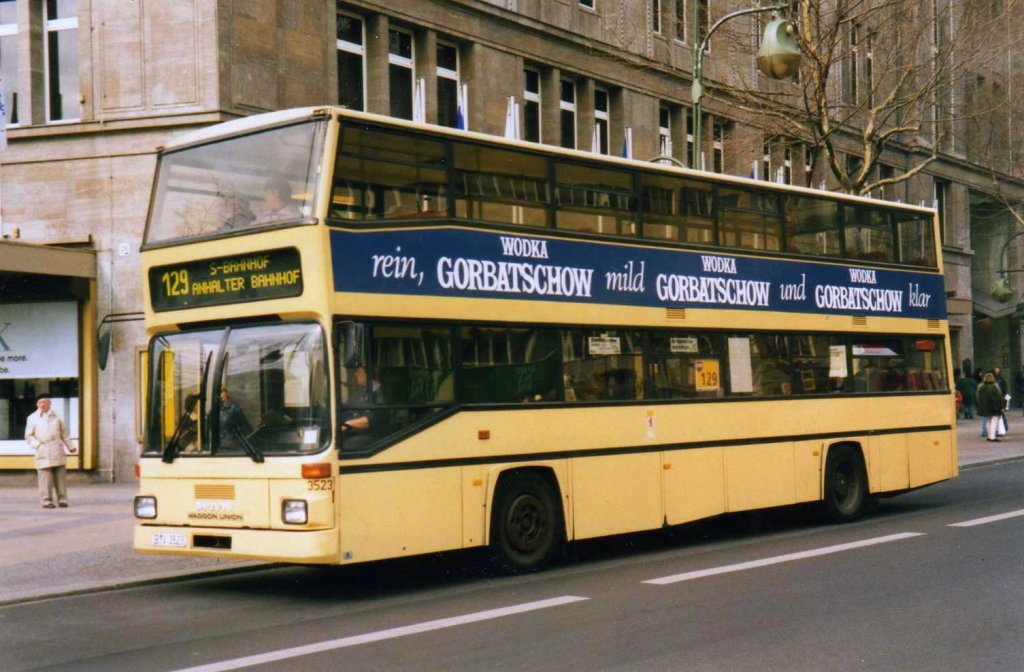 WODKA WODKA WODKA
rein, GORBATSCHOW mild GORBATSCHOW und GORBATSCHOW klar
129 S-BAHNHOF
ANHALTER BAHNHOF
129
e more.
3523
WAGGON UNION
B-V 3523